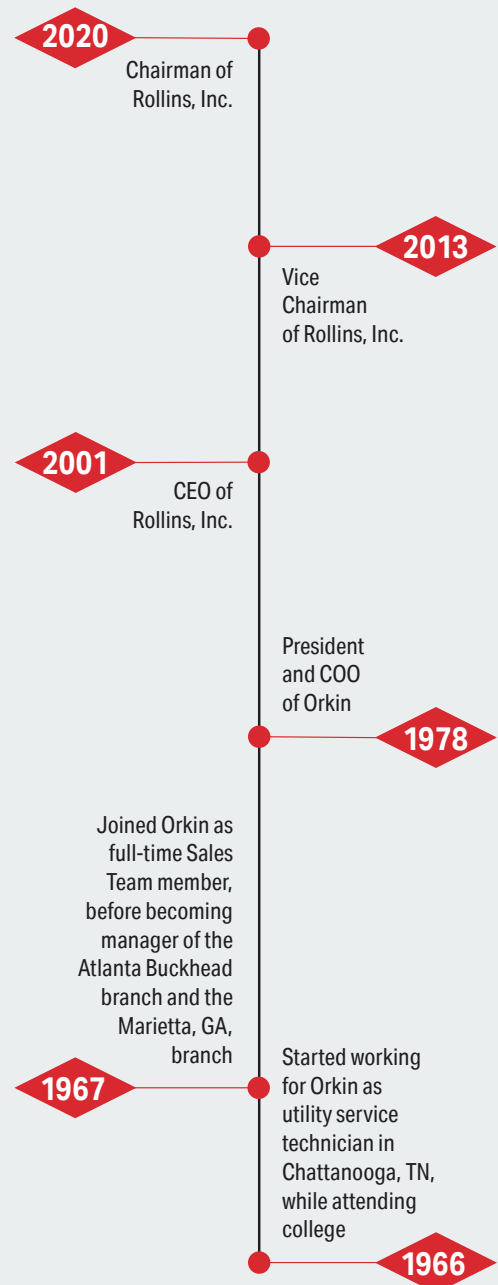 2020
Chairman of
Rollins, Inc.
2013
Vice
Chairman
of Rollins, Inc.
2001
CEO of
Rollins, Inc.
President
and COO
of Orkin
1978
Joined Orkin as
full-time Sales
Team member,
before becoming
manager of the
Atlanta Buckhead
branch and the
Marietta, GA,
branch
1967
Started working
for Orkin as
utility service
technician in
Chattanooga, TN,
while attending
college
1966